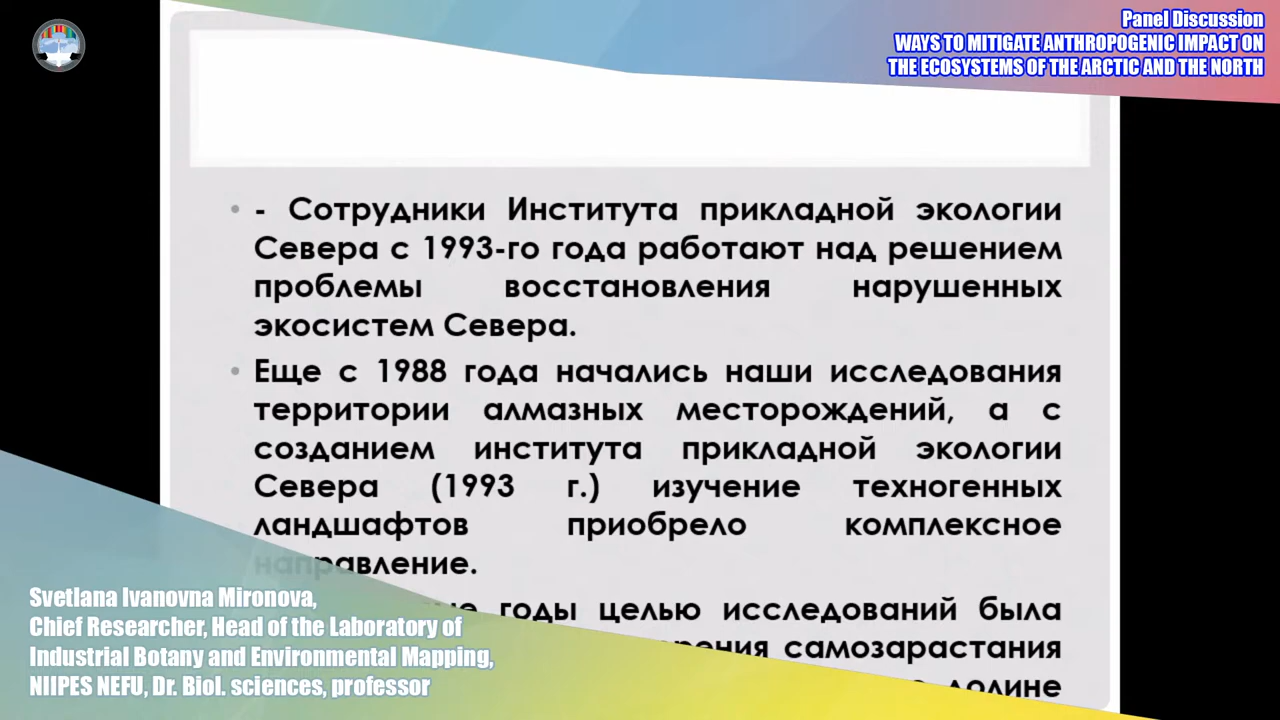 Panel Discussion
WAYS TO MITIGATE ANTHROPOGENIC IMPACT ON
THE ECOSYSTEMS OF THE ARCTIC AND THE NORTH
- Сотрудники Института прикладной экологии
Севера с 1993-го года работают над решением
проблемы восстановления нарушенных
экосистем Севера.
Еще с 1988 года начались наши исследования
территории алмазных месторождений, а с
созданием института прикладной экологии
Севера (1993 г.) изучение техногенных
ландшафтов приобрело комплексное
направление.
годы целью исследований была
самозарастания
долине
Svetlana Ivanovna Mironova,
Chief Researcher, Head of the Laboratory of
Industrial Botany and Environmental Mapping,
NIIPES NEFU, Dr. Biol. sciences, professor